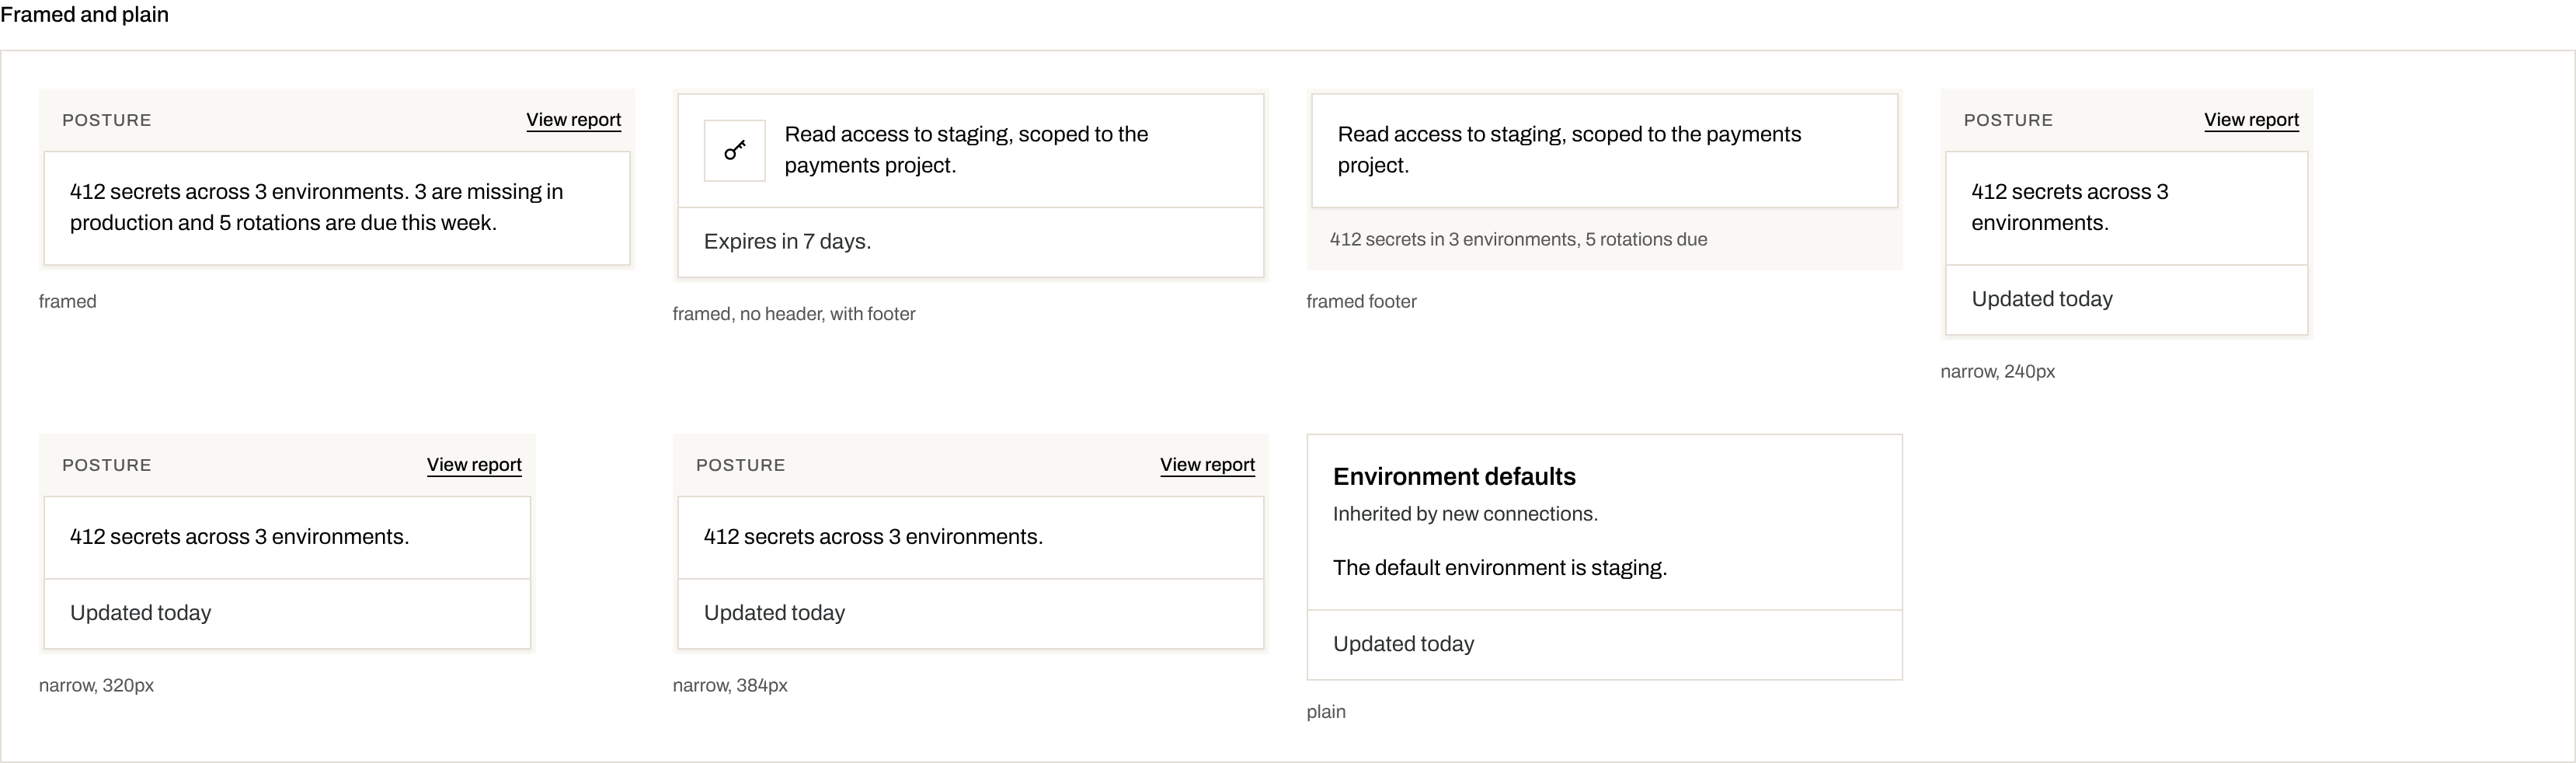 Framed and plain
POSTURE
View report
412 secrets across 3 environments. 3 are missing in
production and 5 rotations are due this week.
framed
Read access to staging, scoped to the
payments project.
Expires in 7 days.
framed, no header, with footer
Read access to staging, scoped to the payments
project.
412 secrets in 3 environments, 5 rotations due
framed footer
POSTURE
View report
412 secrets across 3
environments.
Updated today
narrow, 240px
POSTURE
View report
412 secrets across 3 environments.
Updated today
narrow, 320px
POSTURE
View report
412 secrets across 3 environments.
Updated today
narrow, 384px
Environment defaults
Inherited by new connections.
The default environment is staging.
Updated today
plain